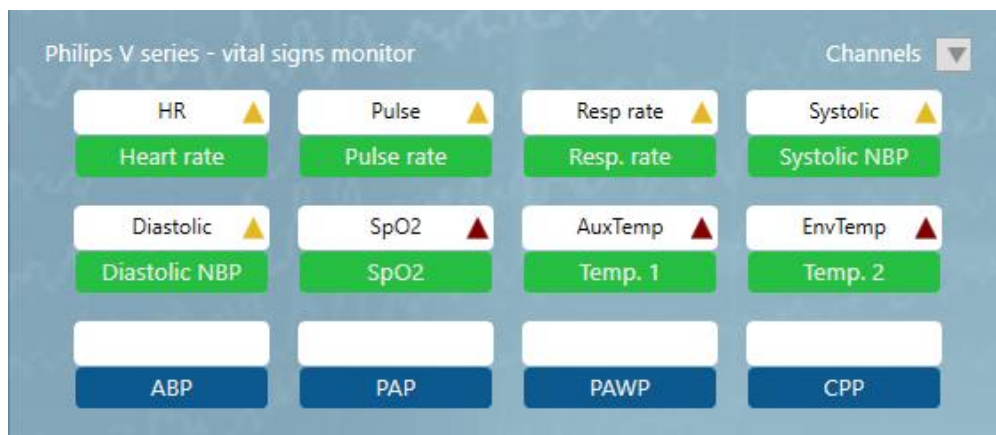 Philips V series - vital signs monitor Channels
HR Pulse Resp rate Systolic
Heart rate Pulse rate Resp. rate Systolic NBP
Diastolic SpO2 AuxTemp EnvTemp
Diastolic NBP SpO2 Temp. 1 Temp. 2
ABP PAP PAWP CPP